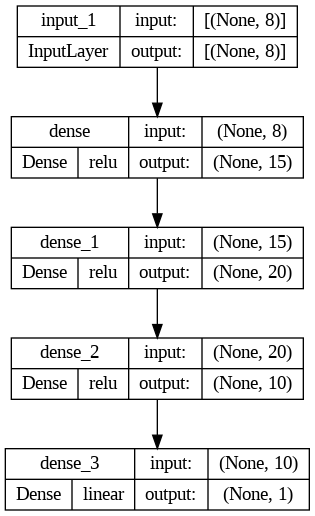 input_1 input: [(None, 8)]
InputLayer output: [(None, 8)]
dense input: (None, 8)
Dense relu output: (None, 15)
dense_1 input: (None, 15)
Dense relu output: (None, 20)
dense_2 input: (None, 20)
Dense relu output: (None, 10)
dense_3 input: (None, 10)
Dense linear output: (None, 1)